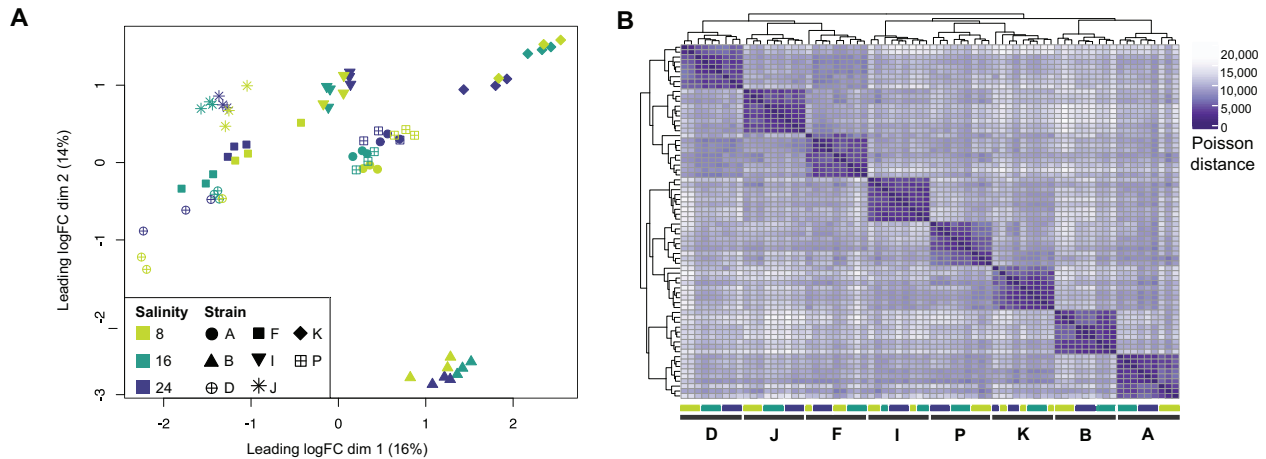 A
Leading logFC dim 2 (14%)
1
0
-1
-2
-3
Salinity Strain
8 A F K
16 B I P
24 D J
-2 -1 0 1 2
Leading logFC dim 1 (16%)
B
20,000
15,000
10,000
5,000
0
Poisson
distance
D J F I P K B A